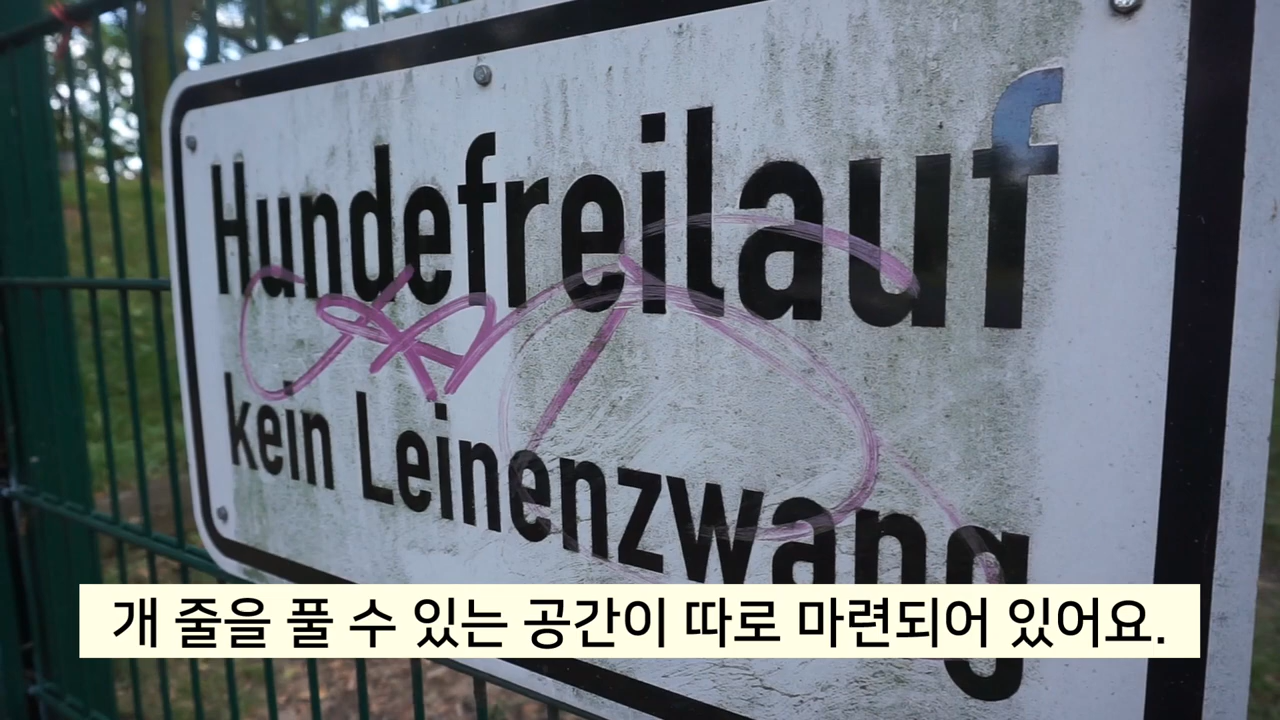 Hundefreilauf
kein Leinenzwang
개 줄을 풀 수 있는 공간이 따로 마련되어 있어요.